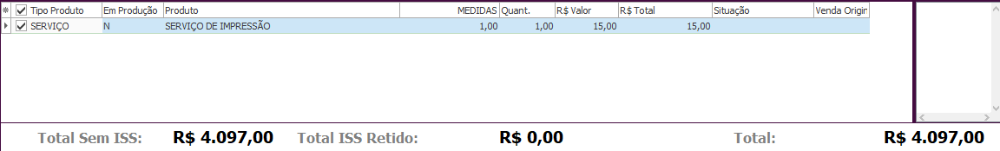 Tipo Produto Em Produção Produto MEDIDAS Quant. R$ Valor R$ Total Situação Venda Origir
SERVIÇO N SERVIÇO DE IMPRESSÃO 1,00 1,00 15,00 15,00
Total Sem ISS: R$ 4.097,00 Total ISS Retido: R$ 0,00 Total: R$ 4.097,00